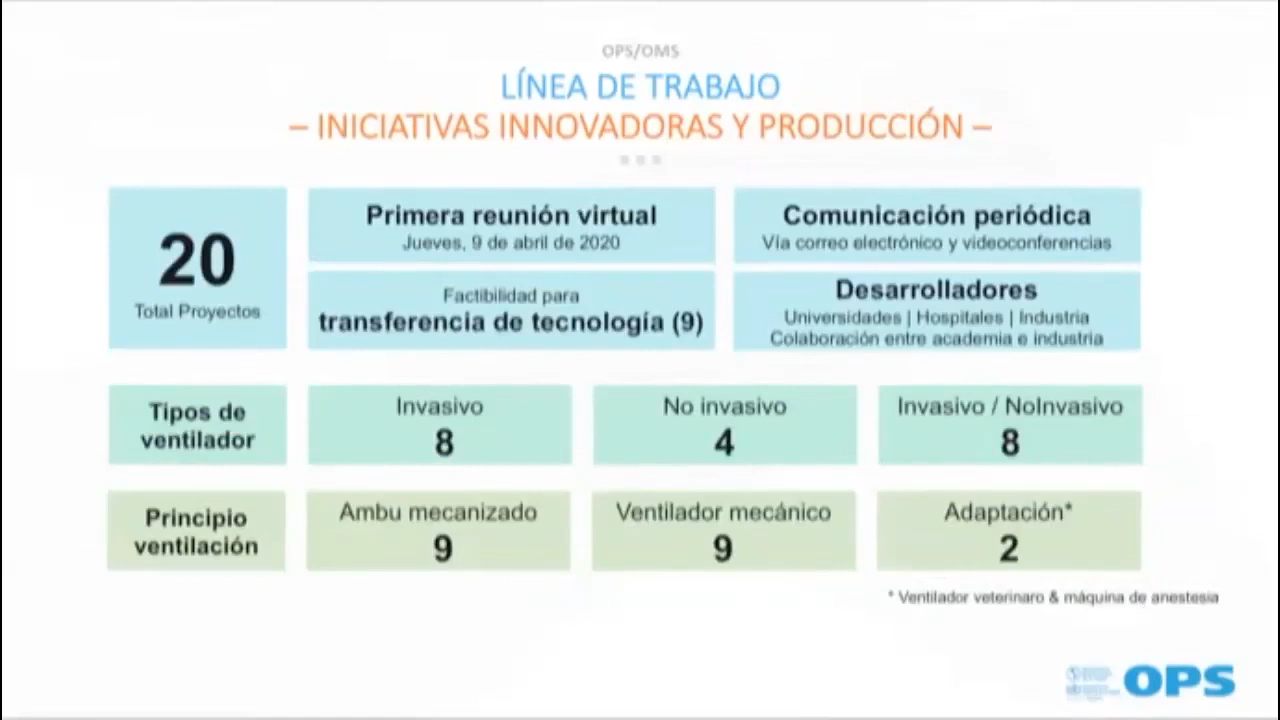 OPS/OMS
LÍNEA DE TRABAJO
– INICIATIVAS INNOVADORAS Y PRODUCCIÓN –
20
Total Proyectos
Primera reunión virtual
Jueves, 9 de abril de 2020
Comunicación periódica
Vía correo electrónico y videoconferencias
Factibilidad para
transferencia de tecnología (9)
Desarrolladores
Universidades | Hospitales | Industria
Colaboración entre academia e industria
Tipos de
ventilador
Invasivo
8
No invasivo
4
Invasivo / NoInvasivo
8
Principio
ventilación
Ambu mecanizado
9
Ventilador mecánico
9
Adaptación*
2
* Ventilador veterinaro & máquina de anestesia
OPS